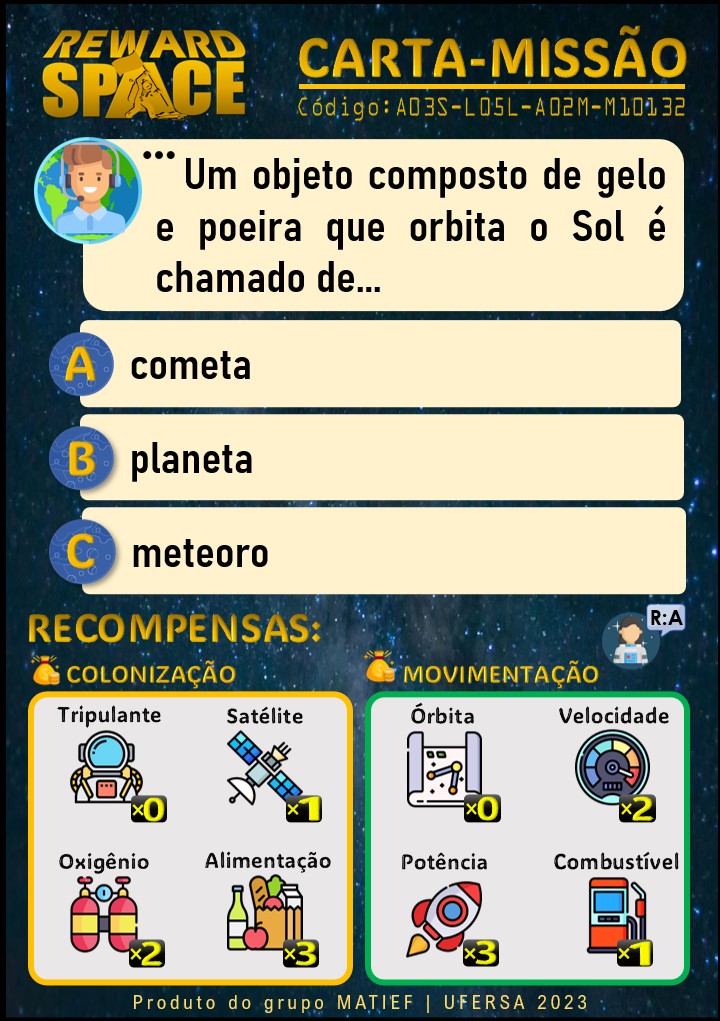 REWARD
SPACE
CARTA-MISSÃO
Código:A03S-L05L-A02M-M10132
... Um objeto composto de gelo
e poeira que orbita o Sol é
chamado de...
A cometa
B planeta
C meteoro
RECOMPENSAS:
R:A
COLONIZAÇÃO
MOVIMENTAÇÃO
Tripulante Satélite Órbita Velocidade
×0 ×1 ×0 ×2
Oxigênio Alimentação Potência Combustível
×2 ×3 ×3 ×1
Produto do grupo MATIEF | UFERSA 2023